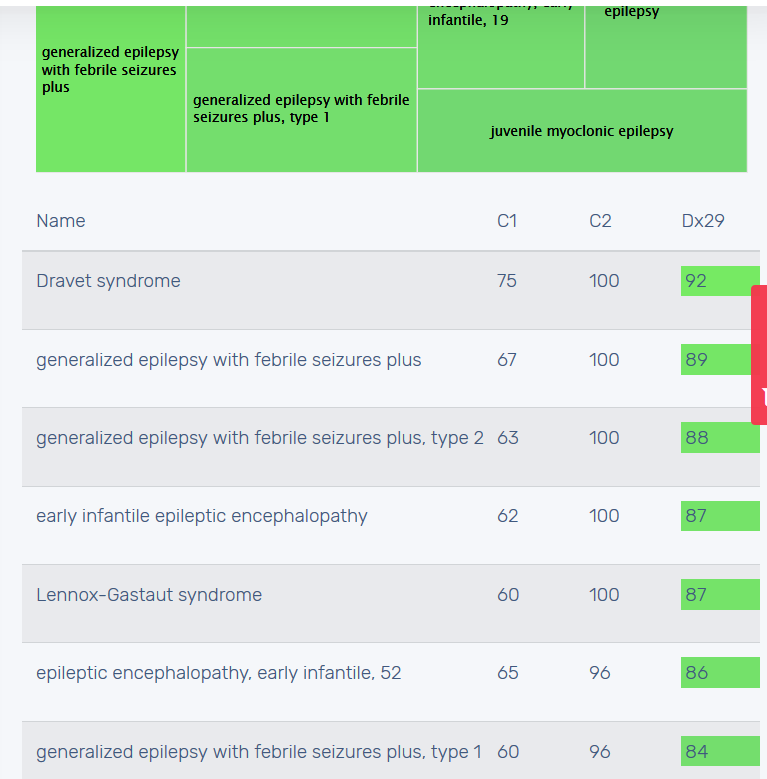 infantile, 19
epilepsy
generalized epilepsy
with febrile seizures
plus
generalized epilepsy with febrile
seizures plus, type 1
juvenile myoclonic epilepsy
Name C1 C2 Dx29
Dravet syndrome 75 100 92
generalized epilepsy with febrile seizures plus 67 100 89
generalized epilepsy with febrile seizures plus, type 2 63 100 88
early infantile epileptic encephalopathy 62 100 87
Lennox-Gastaut syndrome 60 100 87
epileptic encephalopathy, early infantile, 52 65 96 86
generalized epilepsy with febrile seizures plus, type 1 60 96 84